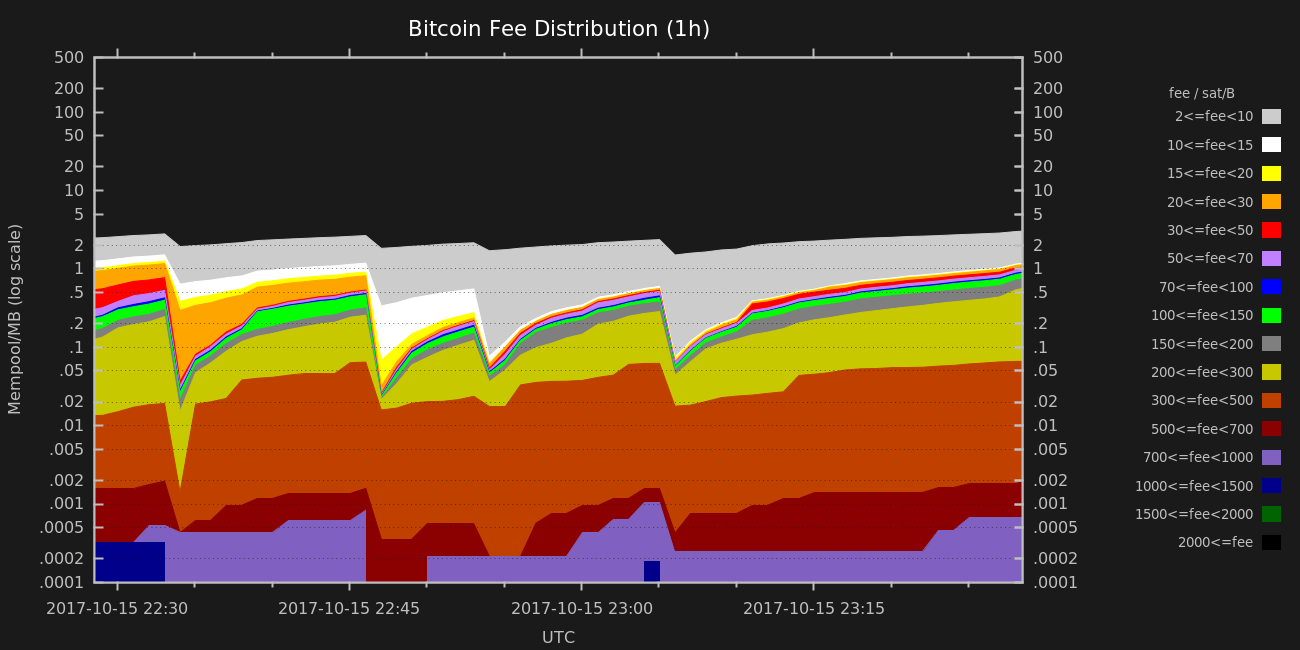 Bitcoin Fee Distribution (1h)
500 500
200 200
100 100
50 50
20 20
10 10
5 5
2 2
1 1
.5 .5
.2 .2
.1 .1
.05 .05
.02 .02
.01 .01
.005 .005
.002 .002
.001 .001
.0005 .0005
.0002 .0002
.0001 .0001
Mempool/MB (log scale)
2017-10-15 22:30 2017-10-15 22:45 2017-10-15 23:00 2017-10-15 23:15
UTC
fee / sat/B
2<=fee<10
10<=fee<15
15<=fee<20
20<=fee<30
30<=fee<50
50<=fee<70
70<=fee<100
100<=fee<150
150<=fee<200
200<=fee<300
300<=fee<500
500<=fee<700
700<=fee<1000
1000<=fee<1500
1500<=fee<2000
2000<=fee